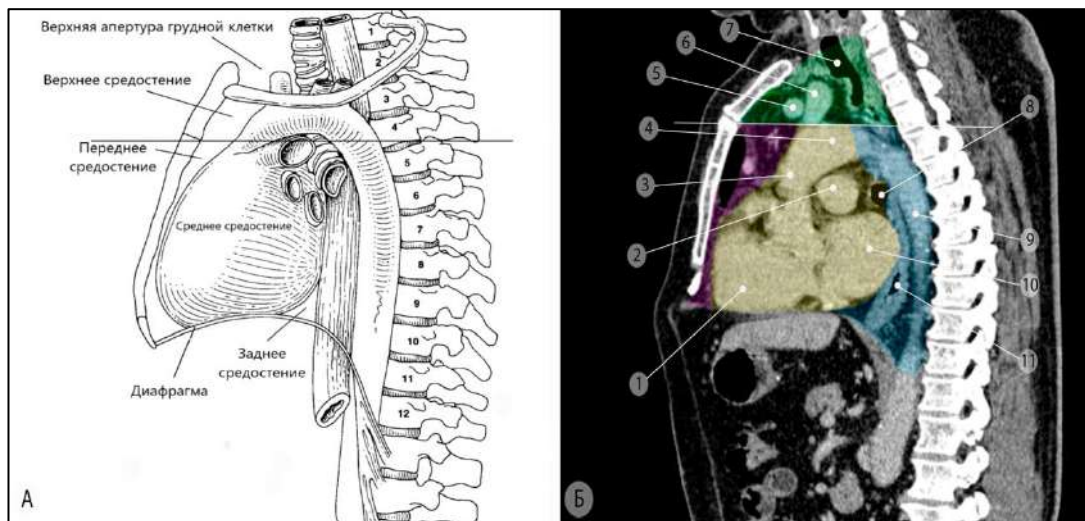 Верхняя апертура грудной клетки
Верхнее средостение
Переднее
средостение
Среднее средостение
Заднее
средостение
Диафрагма
1
2
3
4
5
6
7
8
9
10
11
12
А
7
6
5
4
3
2
1
8
9
10
11
Б